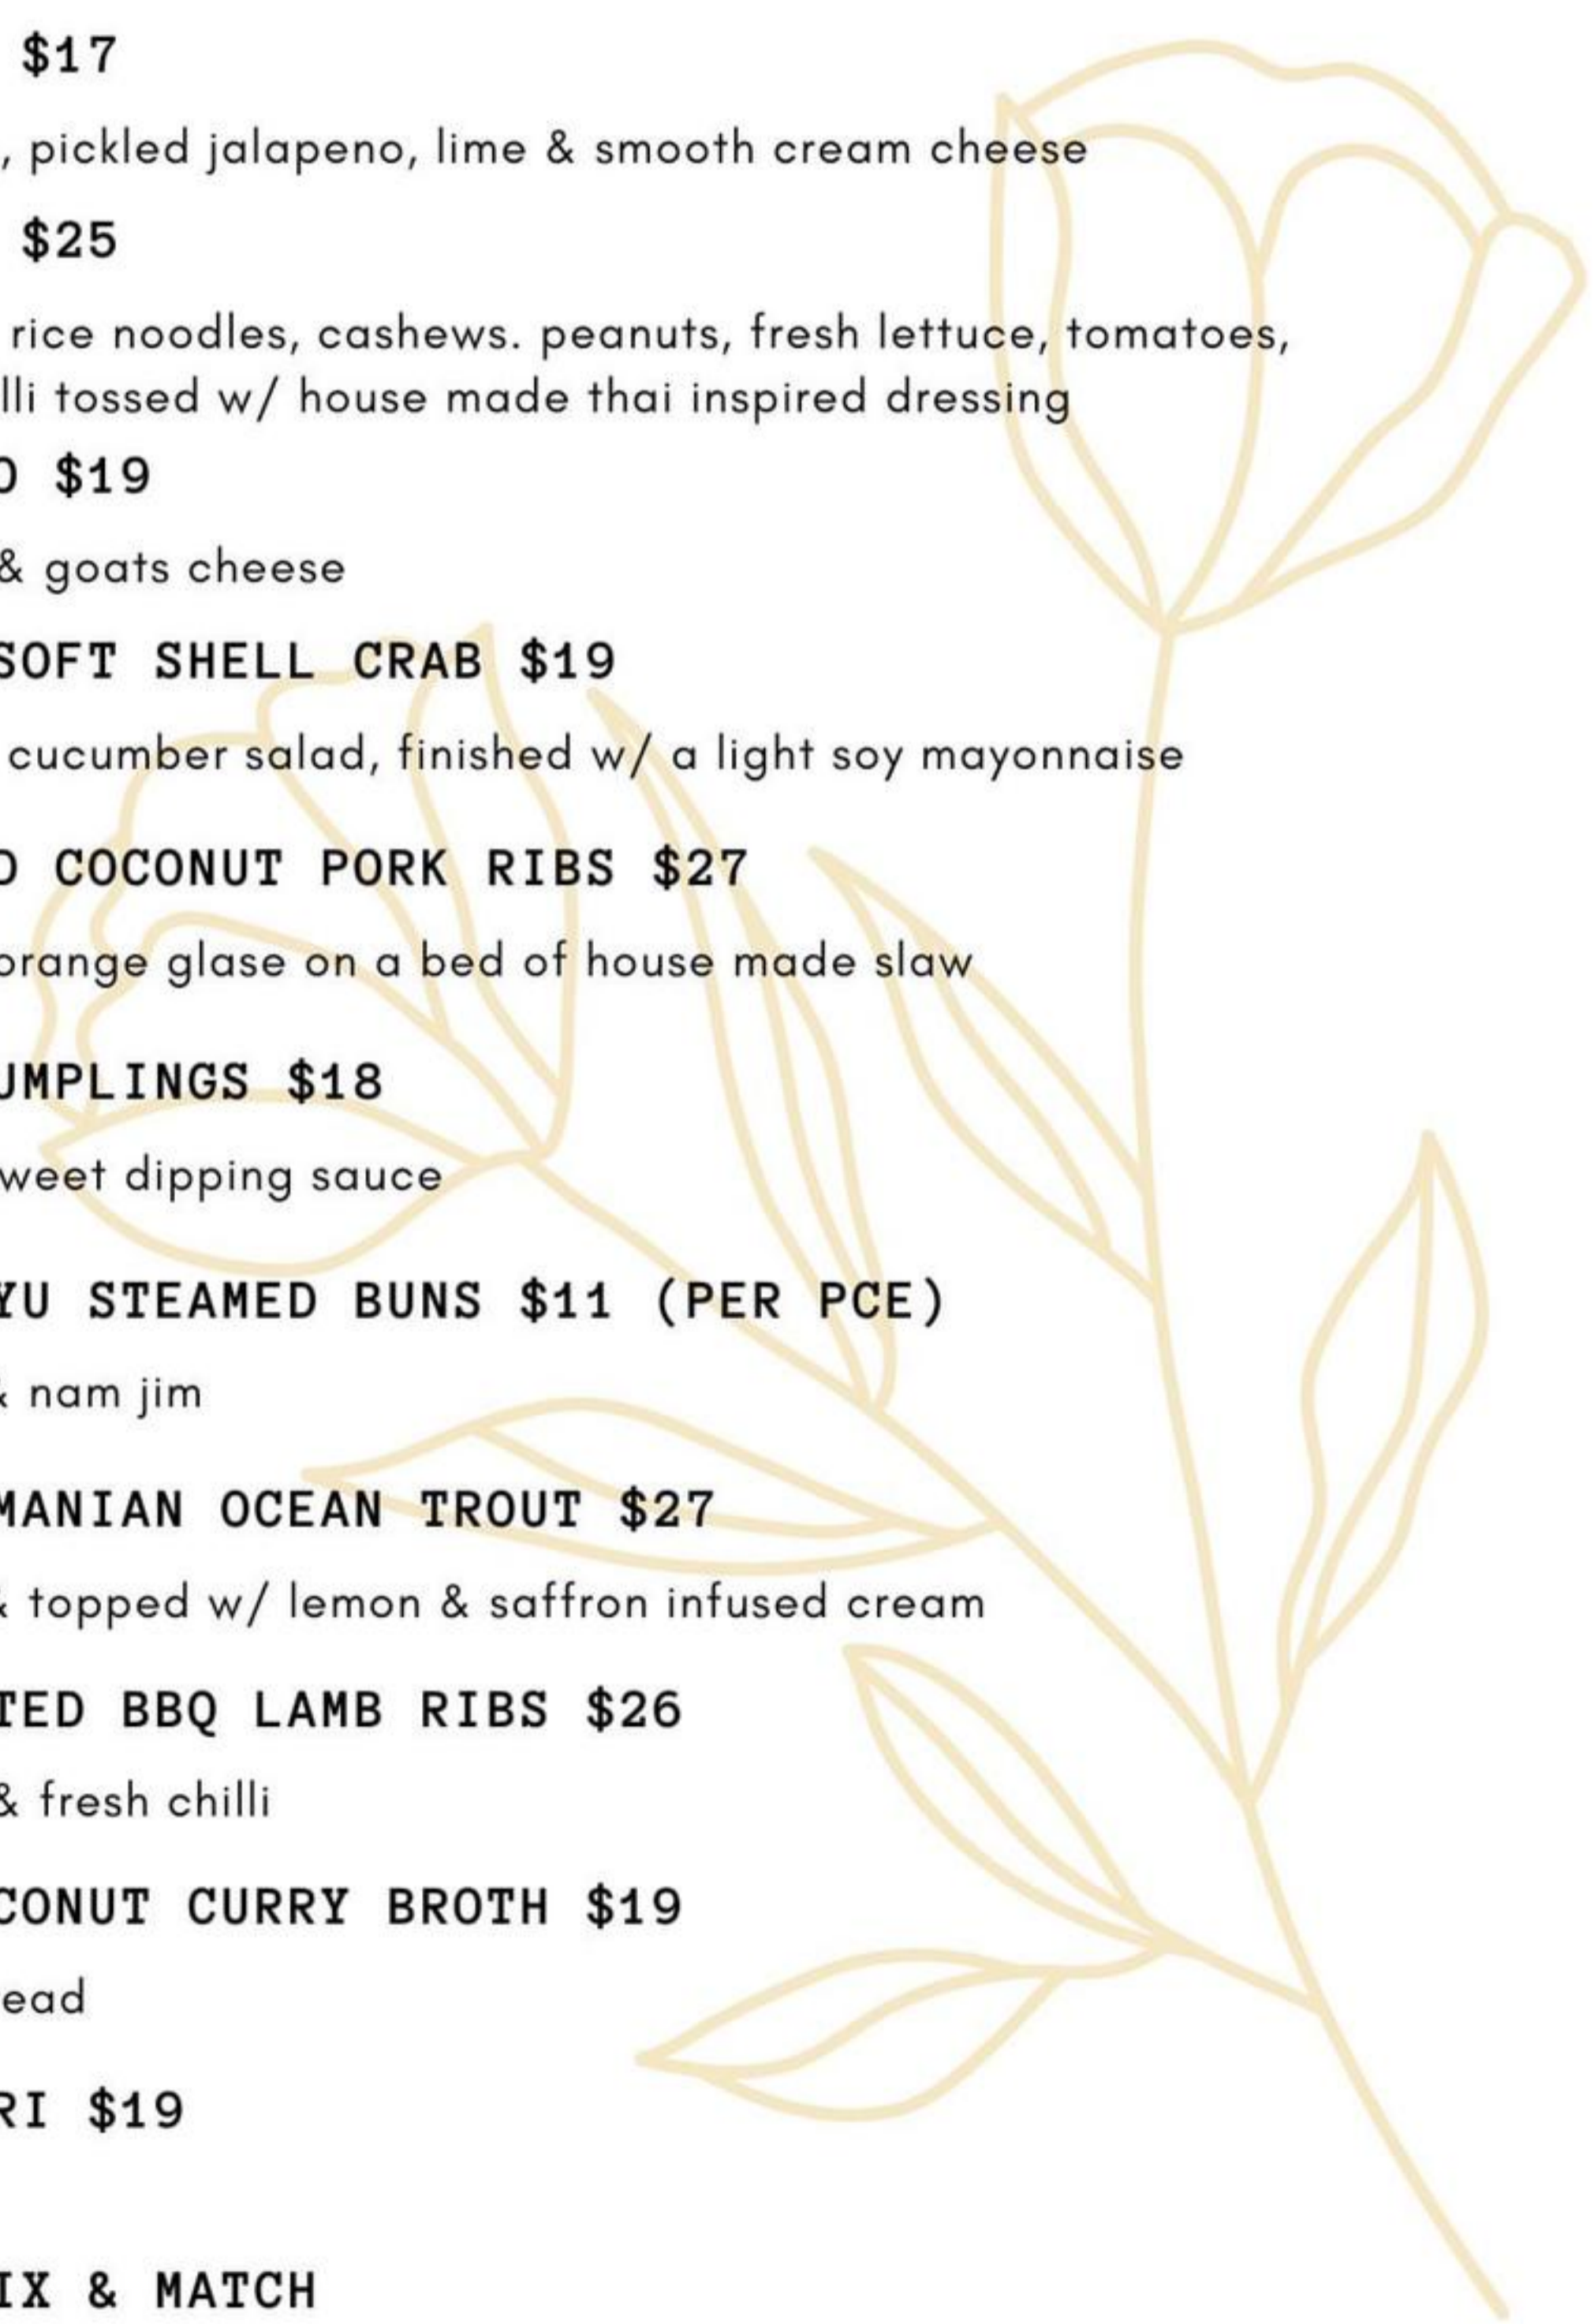 $17
, pickled jalapeno, lime & smooth cream cheese
$25
rice noodles, cashews. peanuts, fresh lettuce, tomatoes,
lli tossed w/ house made thai inspired dressing
O $19
& goats cheese
SOFT SHELL CRAB $19
cucumber salad, finished w/ a light soy mayonnaise
D COCONUT PORK RIBS $27
orange glase on a bed of house made slaw
UMPLINGS $18
weet dipping sauce
YU STEAMED BUNS $11 (PER PCE)
& nam jim
MANIAN OCEAN TROUT $27
& topped w/ lemon & saffron infused cream
TED BBQ LAMB RIBS $26
& fresh chilli
CONUT CURRY BROTH $19
ead
RI $19
IX & MATCH